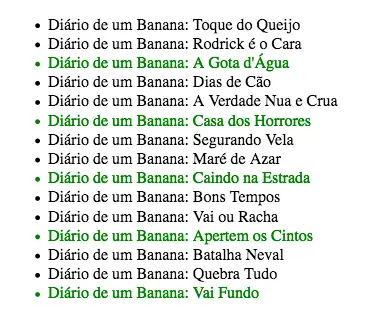 Diário de um Banana: Toque do Queijo
Diário de um Banana: Rodrick é o Cara
Diário de um Banana: A Gota d'Água
Diário de um Banana: Dias de Cão
Diário de um Banana: A Verdade Nua e Crua
Diário de um Banana: Casa dos Horrores
Diário de um Banana: Segurando Vela
Diário de um Banana: Maré de Azar
Diário de um Banana: Caindo na Estrada
Diário de um Banana: Bons Tempos
Diário de um Banana: Vai ou Racha
Diário de um Banana: Apertem os Cintos
Diário de um Banana: Batalha Neval
Diário de um Banana: Quebra Tudo
Diário de um Banana: Vai Fundo